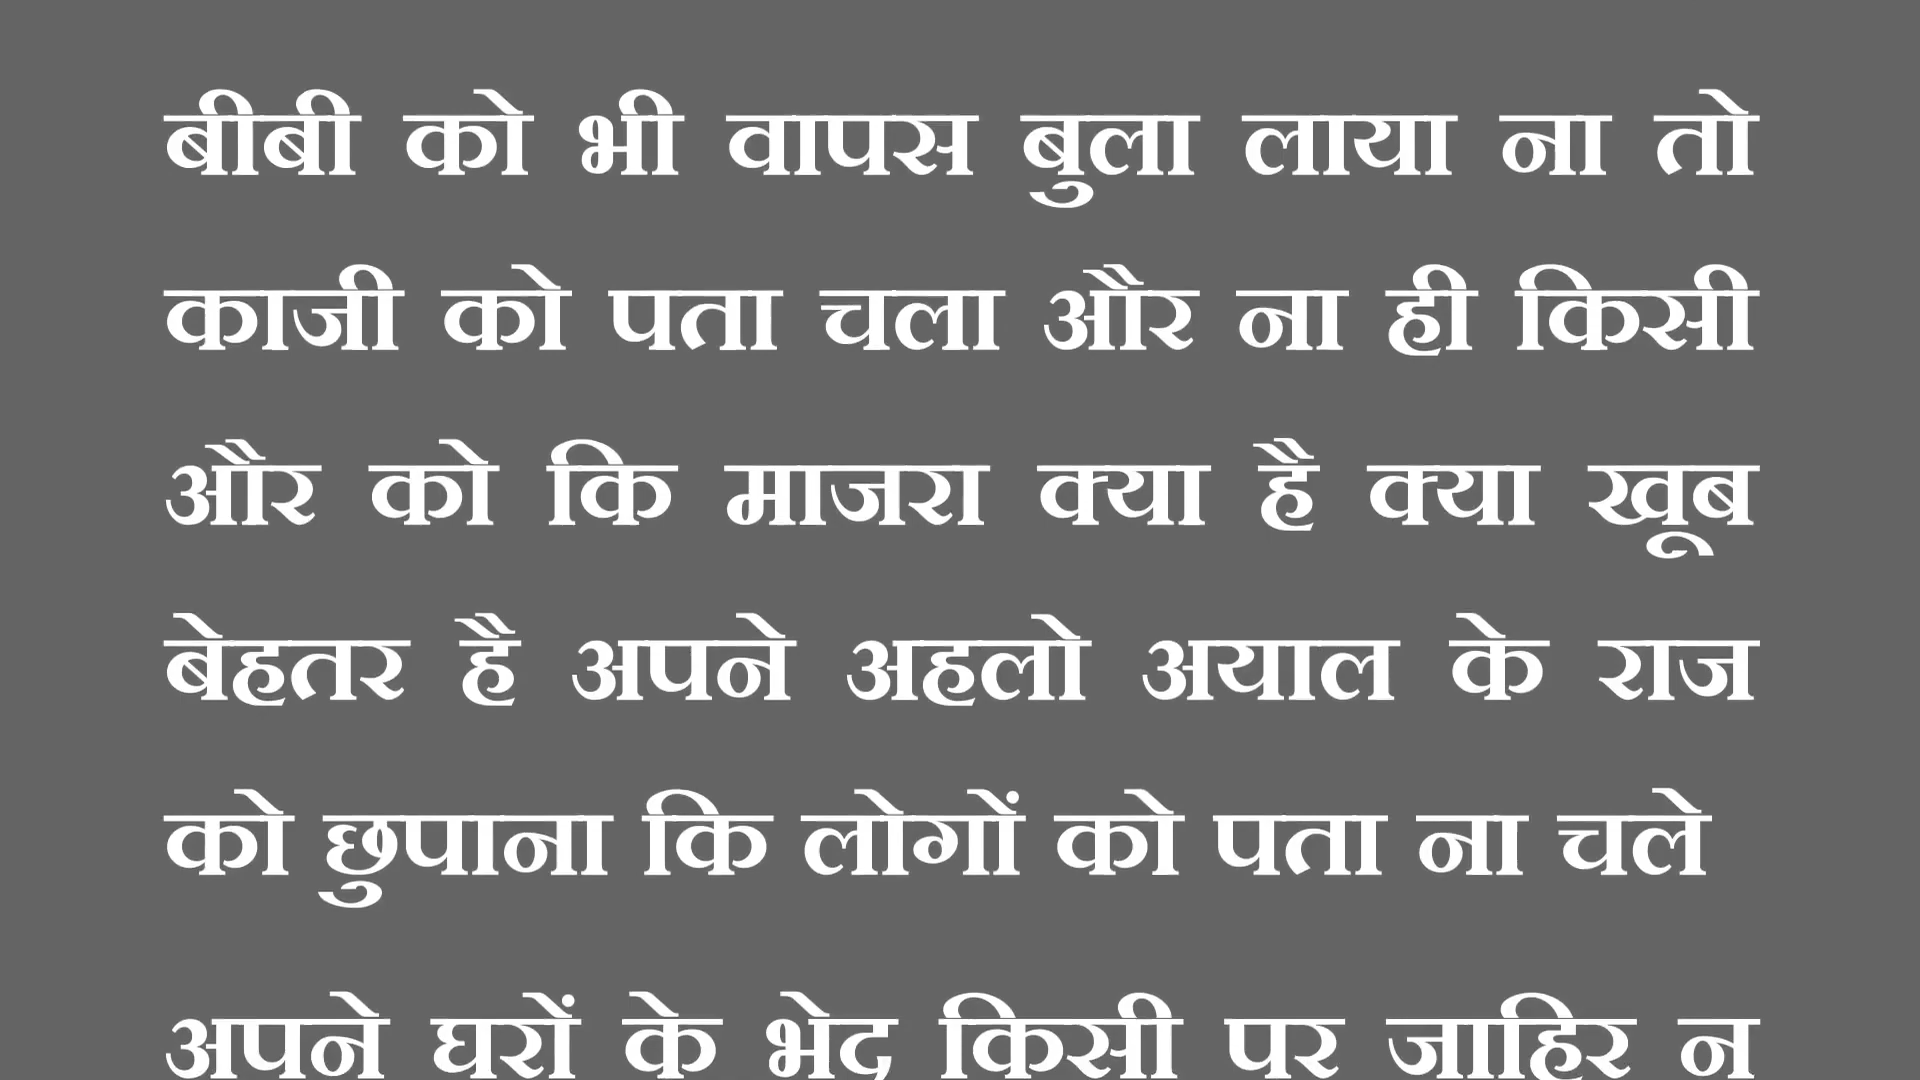 बीबी को भी वापस बुला लाया ना तो
काजी को पता चला और ना ही किसी
और को कि माजरा क्या है क्या खूब
बेहतर है अपने अहलो अयाल के राज
को छुपाना कि लोगों को पता ना चले
अपने घरों के भेद किसी पर जाहिर न